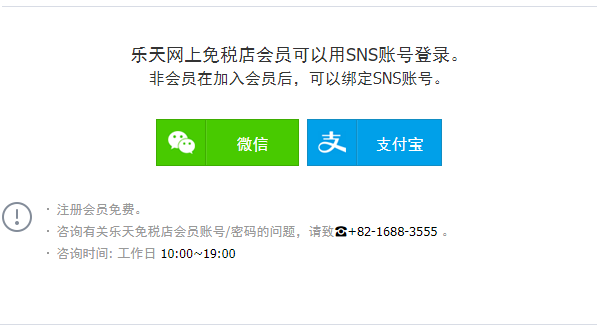 乐天网上免税店会员可以用SNS账号登录。
非会员在加入会员后，可以绑定SNS账号。
微信
支 支付宝
· 注册会员免费。
· 咨询有关乐天免税店会员账号/密码的问题，请致☎+82-1688-3555 。
· 咨询时间: 工作日 10:00~19:00